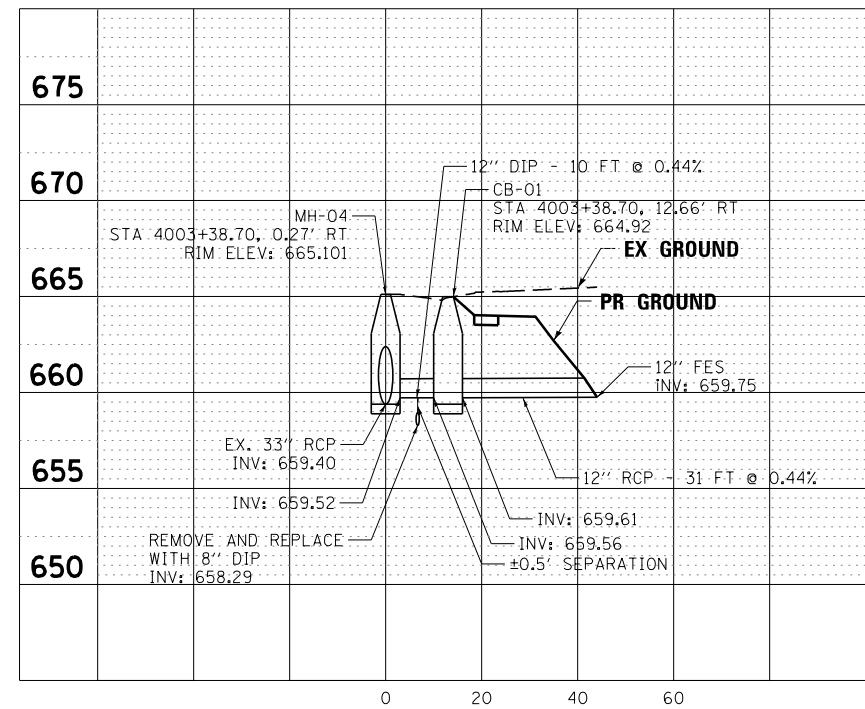 675
670
665
660
655
650
12'' DIP - 10 FT @ 0.44%
CB-01
STA 4003+38.70, 12.66' RT
RIM ELEV: 664.92
MH-04
STA 4003+38.70, 0.27' RT
RIM ELEV: 665.101
EX GROUND
PR GROUND
12'' FES
INV: 659.75
EX. 33'' RCP
INV: 659.40
INV: 659.52
REMOVE AND REPLACE
WITH 8'' DIP
INV: 658.29
12'' RCP - 31 FT @ 0.44%
INV: 659.61
INV: 659.56
±0.5' SEPARATION
0 20 40 60